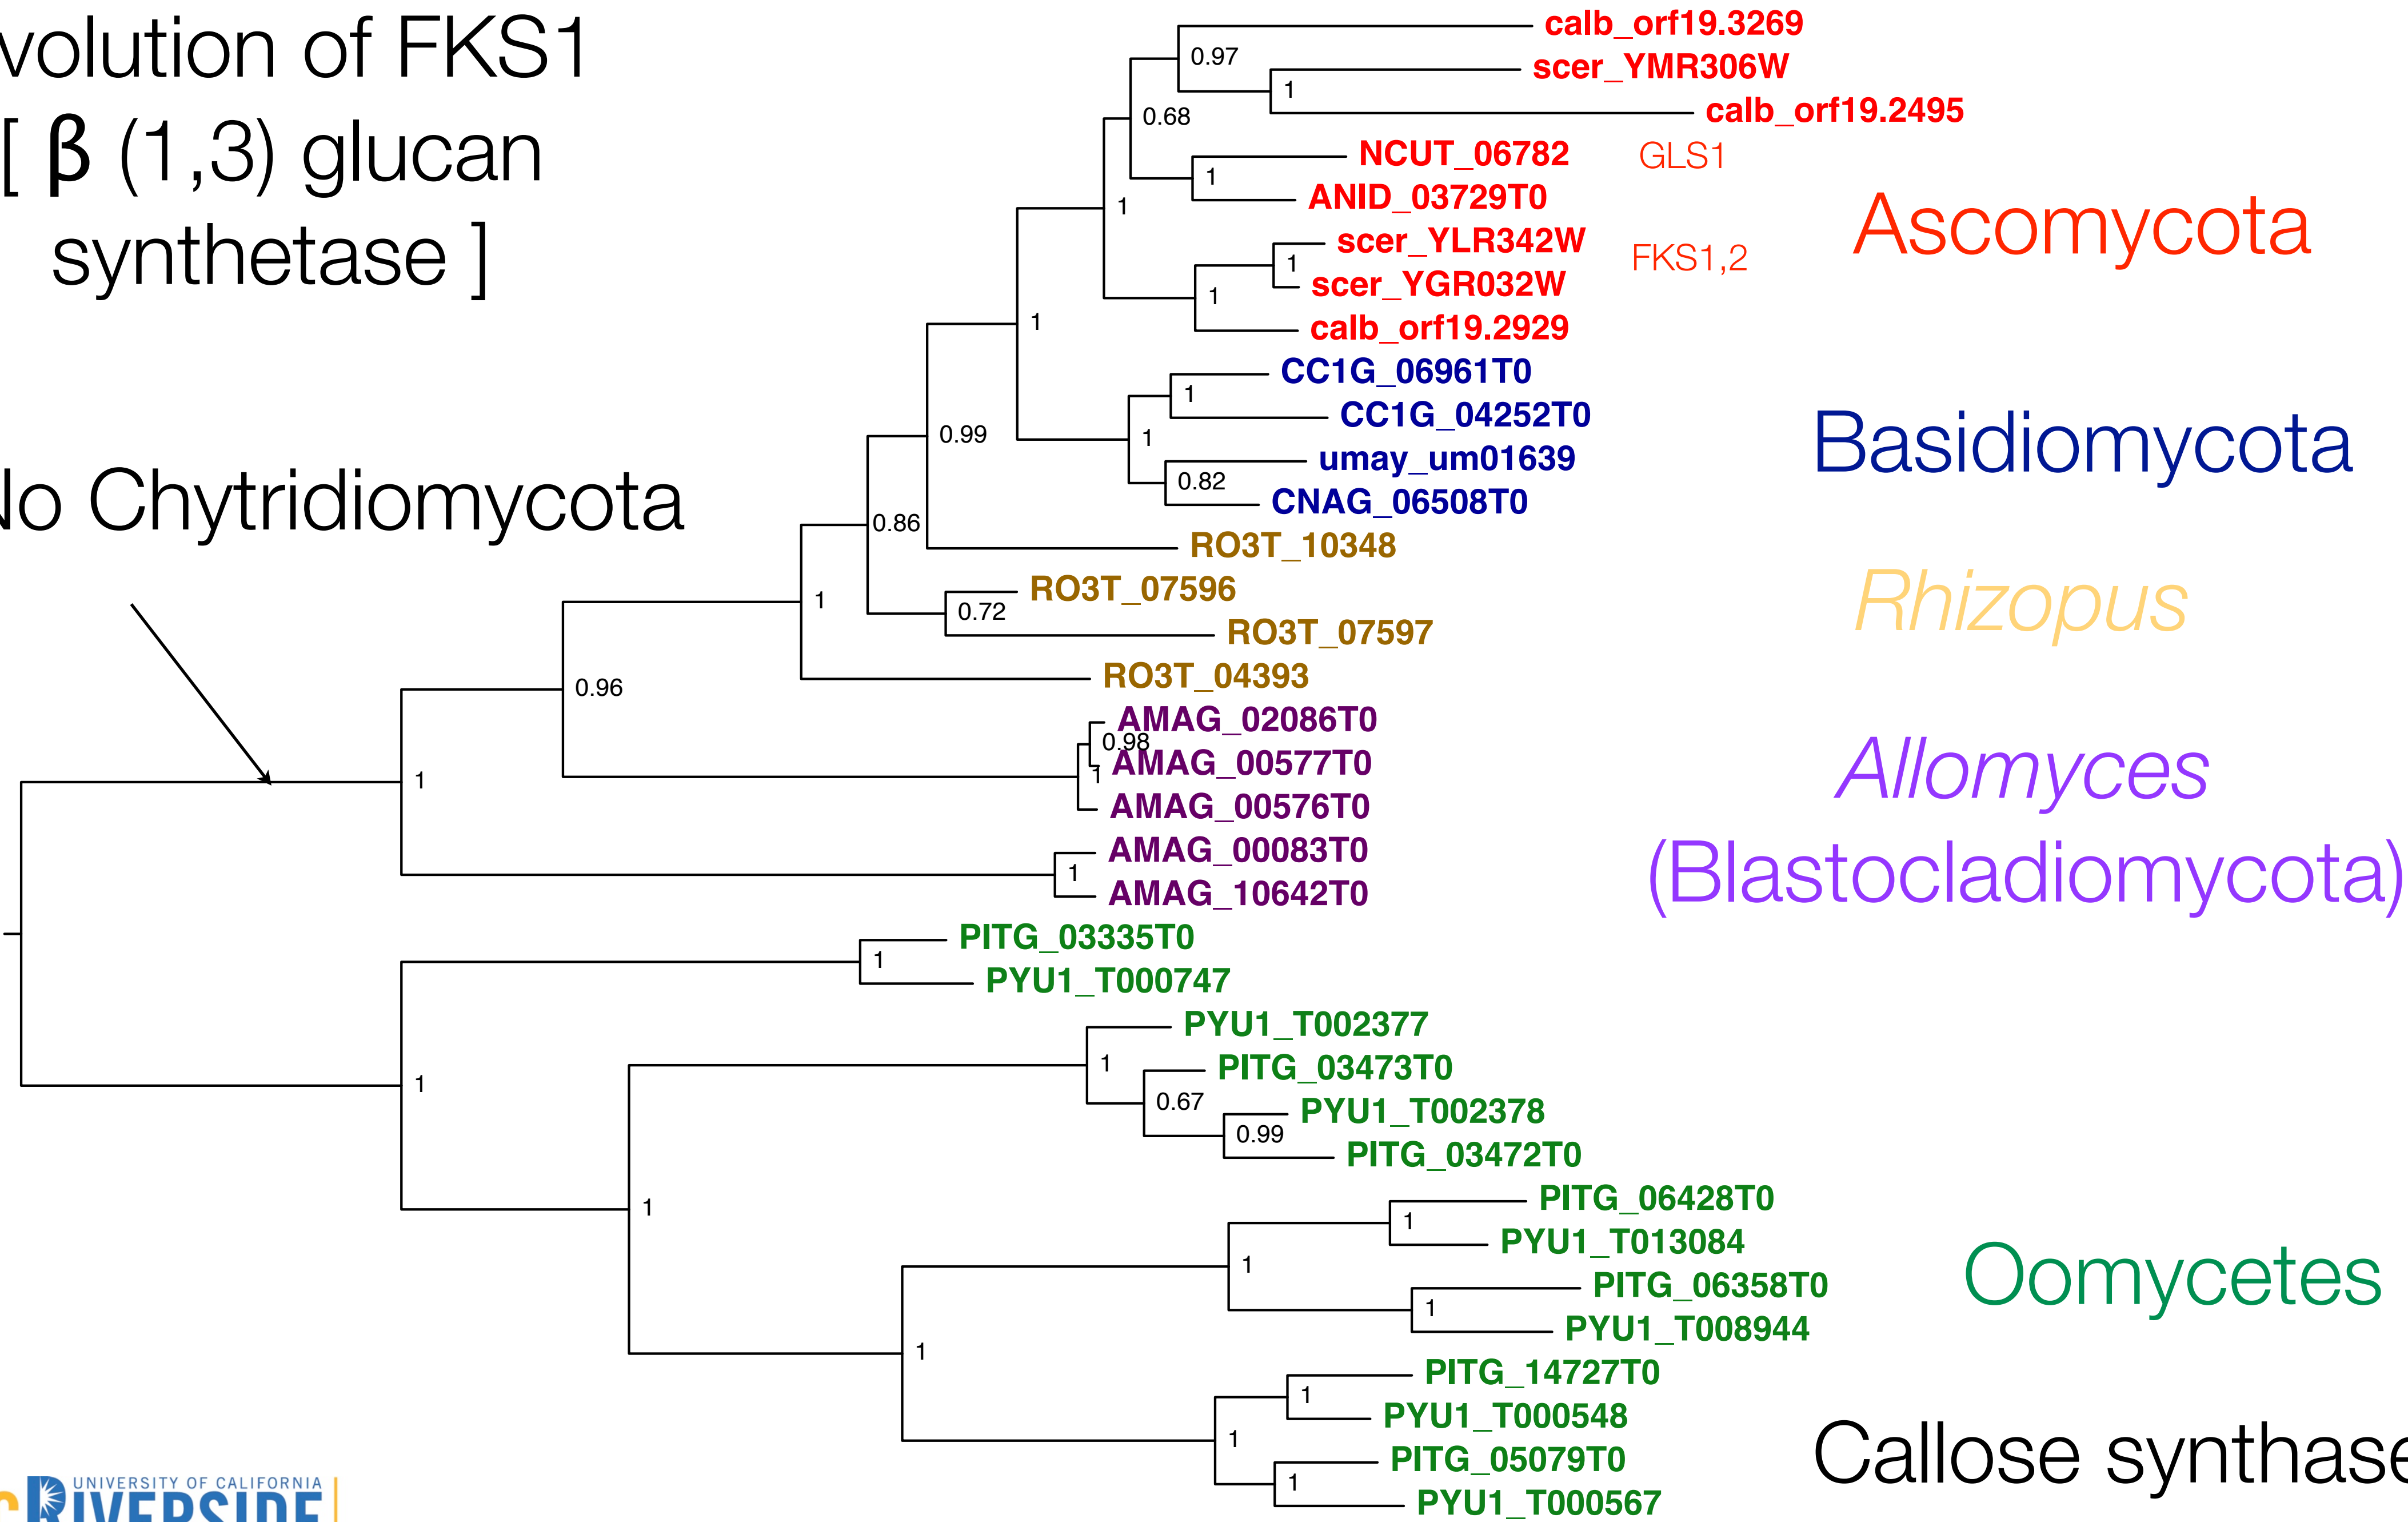 volution of FKS1
[ β (1,3) glucan
synthetase ]
No Chytridiomycota
calb_orf19.3269
0.97
scer_YMR306W
1
calb_orf19.2495
0.68
NCUT_06782
GLS1
1
ANID_03729T0
1
Ascomycota
scer_YLR342W
1
FKS1,2
scer_YGR032W
1
calb_orf19.2929
1
CC1G_06961T0
1
CC1G_04252T0
0.99
1
Basidiomycota
umay_um01639
0.82
CNAG_06508T0
0.86
RO3T_10348
RO3T_07596
1
0.72
Rhizopus
RO3T_07597
RO3T_04393
0.96
AMAG_02086T0
0.98
AMAG_00577T0
1
1
Allomyces
AMAG_00576T0
AMAG_00083T0
1
(Blastocladiomycota)
AMAG_10642T0
PITG_03335T0
1
PYU1_T000747
PYU1_T002377
1
1
PITG_03473T0
0.67
PYU1_T002378
0.99
PITG_03472T0
PITG_06428T0
1
1
PYU1_T013084
1
Oomycetes
PITG_06358T0
1
PYU1_T008944
1
PITG_14727T0
1
PYU1_T000548
1
Callose synthase
PITG_05079T0
1
PYU1_T000567
UNIVERSITY OF CALIFORNIA
RIVERSIDE